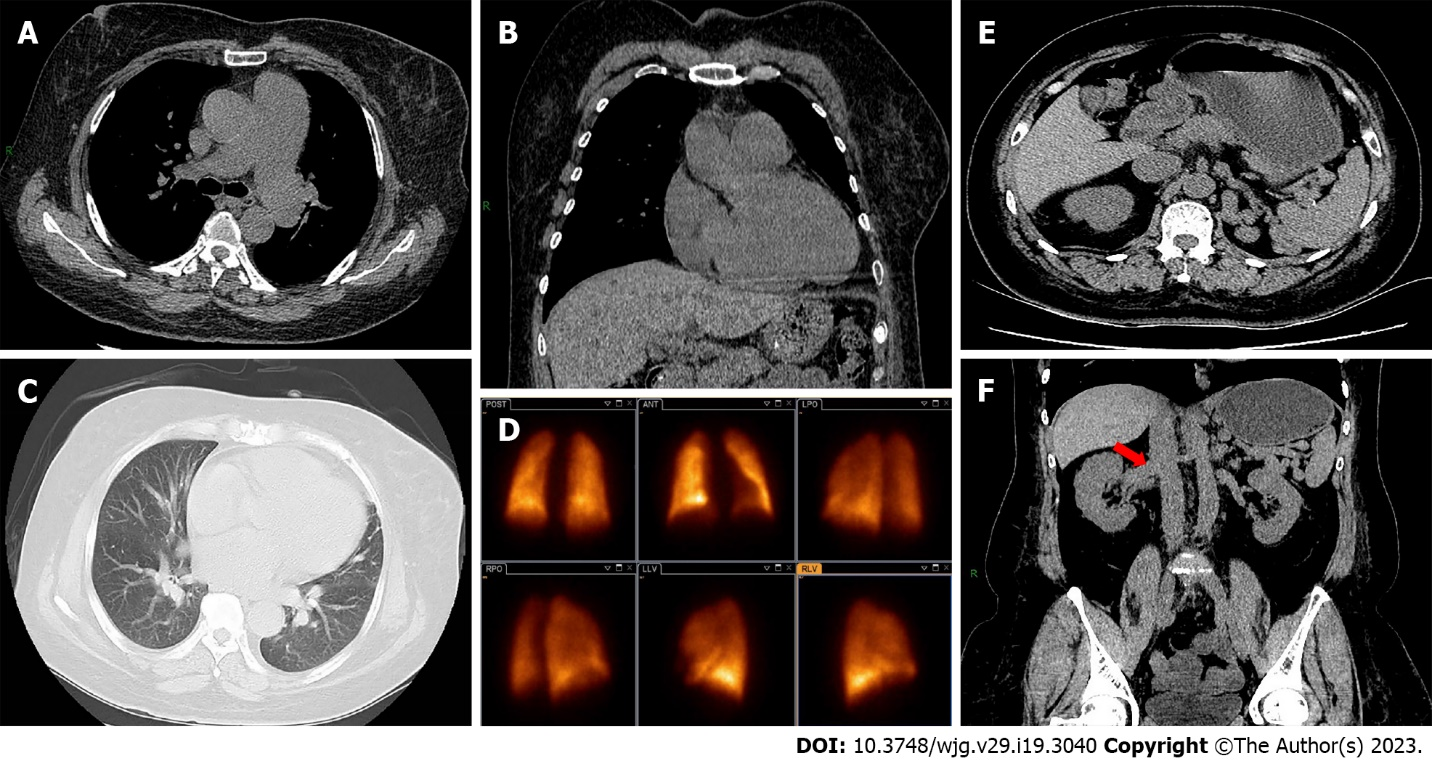 A
B
E
R
R
C
D
POST
ANT
LPO
RPO
LLV
RLV
F
R
DOI: 10.3748/wjg.v29.i19.3040 Copyright ©The Author(s) 2023.